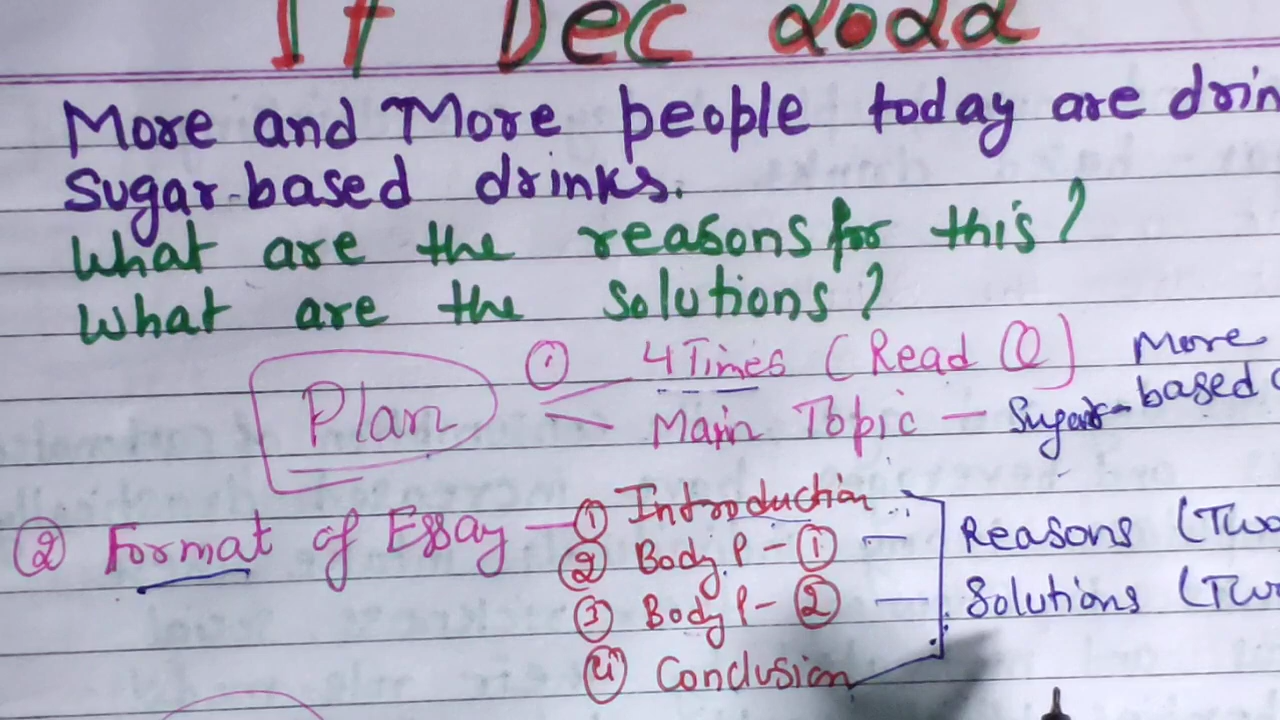 Dec 2022
More and More people today are drin
Sugar-based drinks.
What are the reasons for this?
What are the solutions?
Plan
① 4 Times (Read Q) More
Main Topic — Sugar-based
② Format of Essay — ① Introduction
② Body P - ① — Reasons (Two
③ Body P - ② — Solutions (Two
④ Conclusion